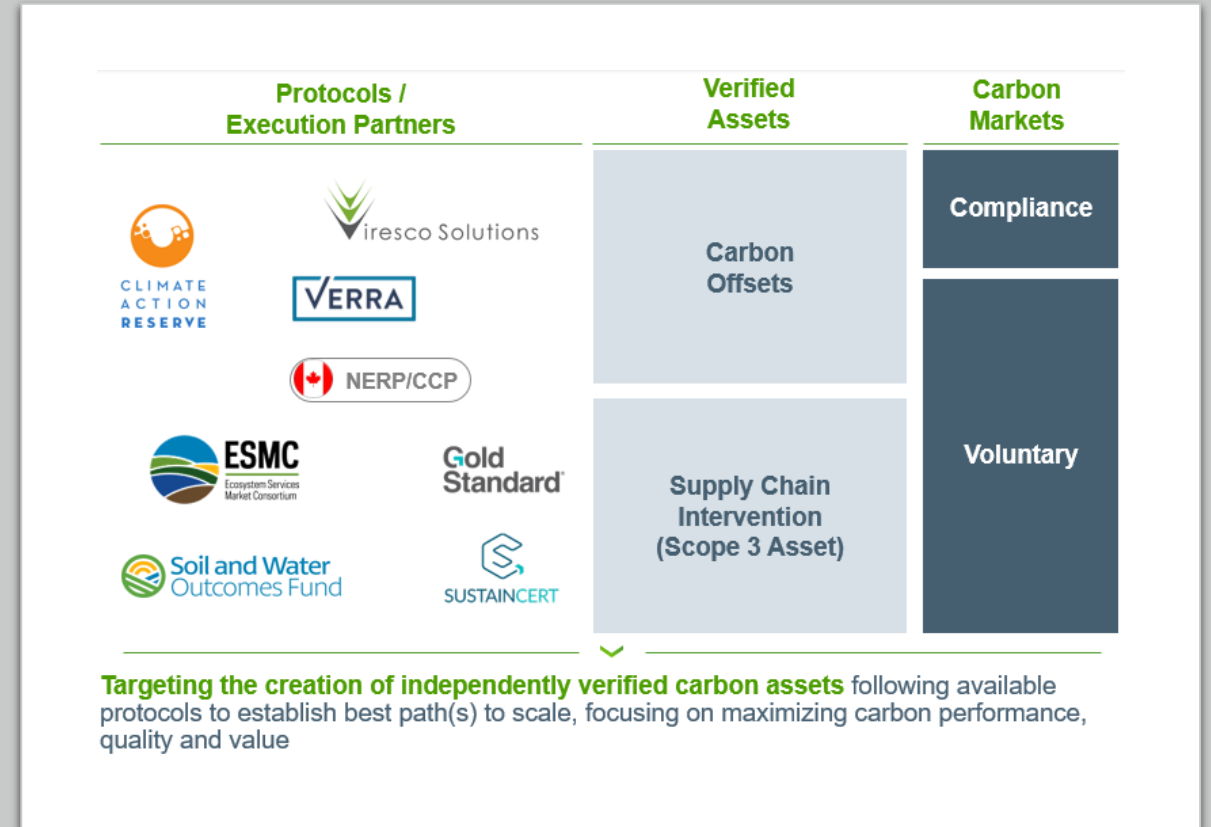 Protocols /
Execution Partners
Verified
Assets
Carbon
Markets
CLIMATE
ACTION
RESERVE
Viresco Solutions
VERRA
NERP/CCP
ESMC
Ecosystem Services
Market Consortium
Gold
Standard®
Soil and Water
Outcomes Fund
SUSTAINCERT
Carbon
Offsets
Supply Chain
Intervention
(Scope 3 Asset)
Compliance
Voluntary
Targeting the creation of independently verified carbon assets following available
protocols to establish best path(s) to scale, focusing on maximizing carbon performance,
quality and value